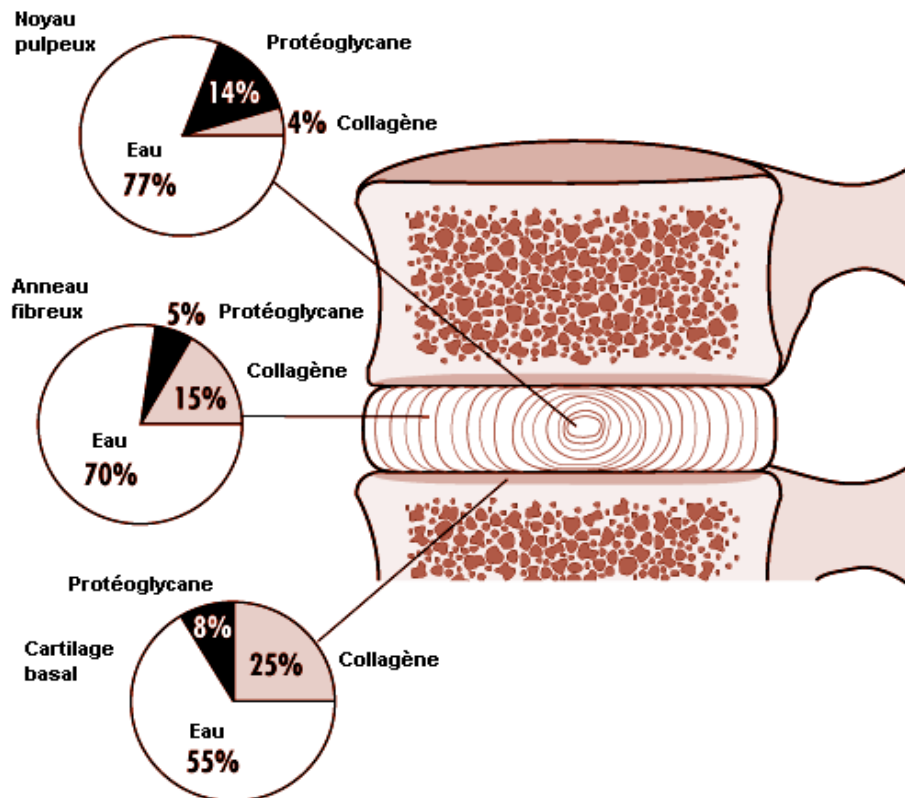 Noyau
pulpeux
Protéoglycane
14%
4% Collagène
Eau
77%
Anneau
fibreux
5% Protéoglycane
Collagène
15%
Eau
70%
Protéoglycane
8%
Cartilage
basal
25% Collagène
Eau
55%